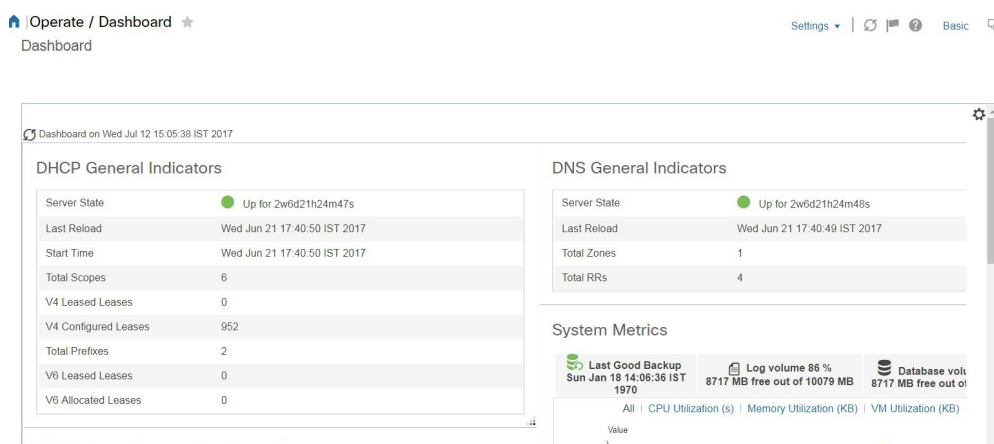 Operate / Dashboard
Settings
Basic
Dashboard
Dashboard on Wed Jul 12 15:05:38 IST 2017
DHCP General Indicators
Server State Up for 2w6d21h24m47s
Last Reload Wed Jun 21 17:40:50 IST 2017
Start Time Wed Jun 21 17:40:50 IST 2017
Total Scopes 6
V4 Leased Leases 0
V4 Configured Leases 952
Total Prefixes 2
V6 Leased Leases 0
V6 Allocated Leases 0
DNS General Indicators
Server State Up for 2w6d21h24m48s
Last Reload Wed Jun 21 17:40:49 IST 2017
Total Zones 1
Total RRs 4
System Metrics
Last Good Backup
Sun Jan 18 14:06:36 IST
1970
Log volume 86 %
8717 MB free out of 10079 MB
Database volu
8717 MB free out of
All | CPU Utilization (s) | Memory Utilization (KB) | VM Utilization (KB)
Value